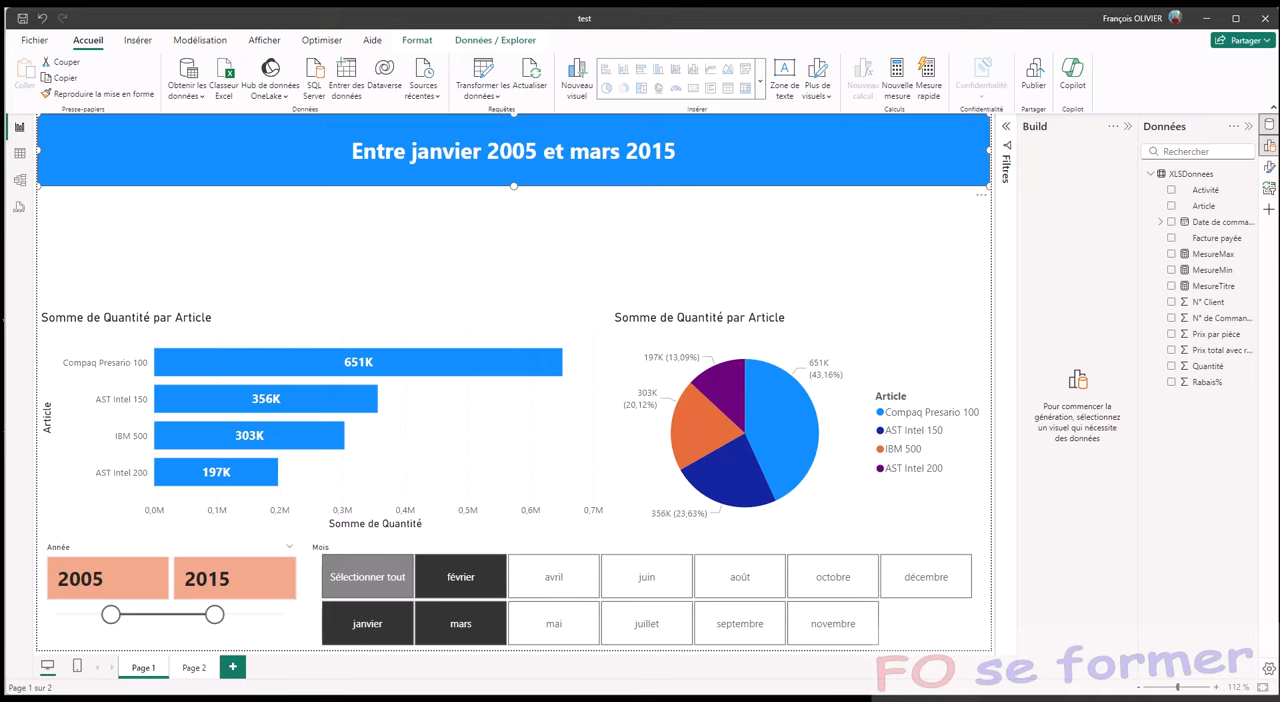 test
François OLIVIER
Fichier Accueil Insérer Modélisation Afficher Optimiser Aide Format Données / Explorer Partager
Coller
Couper
Copier
Reproduire la mise en forme
Presse-papiers
Obtenir les données
Classeur Excel
Hub de données OneLake
SQL Server
Entrer des données
Dataverse
Sources récentes
Données
Transformer les données
Actualiser
Requêtes
Nouveau visuel
Zone de texte
Plus de visuels
Insérer
Nouveau calcul
Nouvelle mesure
Mesure rapide
Calculs
Confidentialité
Confidentialité
Publier
Partager
Copilot
Copilot
Entre janvier 2005 et mars 2015
Somme de Quantité par Article
Article
Compaq Presario 100 651K
AST Intel 150 356K
IBM 500 303K
AST Intel 200 197K
0,0M 0,1M 0,2M 0,3M 0,4M 0,5M 0,6M 0,7M
Somme de Quantité
Somme de Quantité par Article
197K (13,09%)
651K
(43,16%)
303K
(20,12%)
356K (23,63%)
Article
Compaq Presario 100
AST Intel 150
IBM 500
AST Intel 200
Année
2005 2015
Mois
Sélectionner tout février avril juin août octobre décembre
janvier mars mai juillet septembre novembre
Filtres
Build
Pour commencer la
génération, sélectionnez
un visuel qui nécessite
des données
Données
Rechercher
XLSDonnees
Activité
Article
Date de comma...
Facture payée
MesureMax
MesureMin
MesureTitre
N° Client
N° de Comman...
Prix par pièce
Prix total avec r...
Quantité
Rabais%
Page 1 Page 2 +
Page 1 sur 2
112 %
FO se former